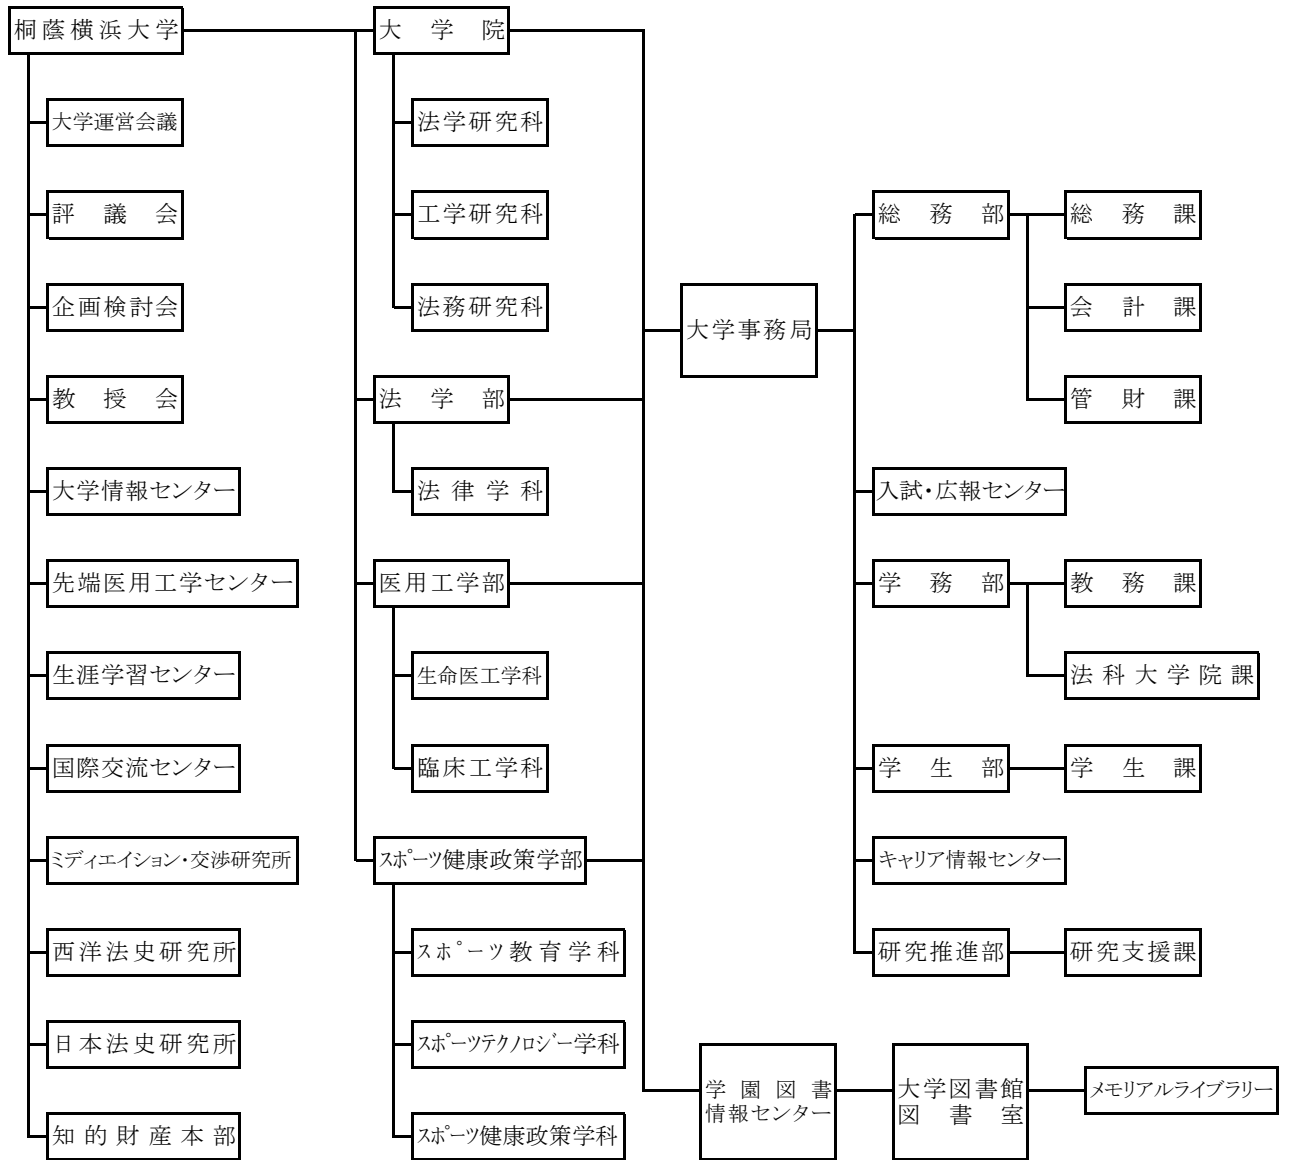 桐蔭横浜大学
大学運営会議
評議会
企画検討会
教授会
大学情報センター
先端医用工学センター
生涯学習センター
国際交流センター
ミディエイション・交渉研究所
西洋法史研究所
日本法史研究所
知的財産本部
大学院
法学研究科
工学研究科
法務研究科
法学部
法律学科
医用工学部
生命医工学科
臨床工学科
スポーツ健康政策学部
スポーツ教育学科
スポーツテクノロジー学科
スポーツ健康政策学科
大学事務局
総務部
総務課
会計課
管財課
入試・広報センター
学務部
教務課
法科大学院課
学生部
学生課
キャリア情報センター
研究推進部
研究支援課
学園図書
情報センター
大学図書館
図書室
メモリアルライブラリー